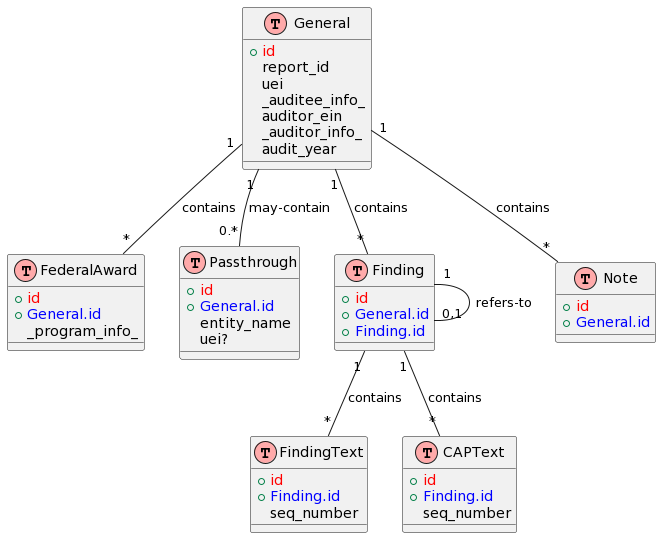 T General
id
report_id
uei
_auditee_info_
auditor_ein
_auditor_info_
audit_year
1
1
1
1
contains
may-contain
contains
contains
*
0.*
*
*
T FederalAward
id
General.id
_program_info_
T Passthrough
id
General.id
entity_name
uei?
T Finding
id
General.id
Finding.id
1
refers-to
0,1
T Note
id
General.id
1
1
contains
contains
*
*
T FindingText
id
Finding.id
seq_number
T CAPText
id
Finding.id
seq_number